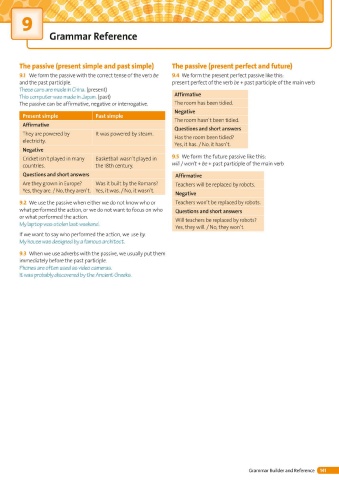 9
Grammar Reference
The passive (present simple and past simple)
9.1 We form the passive with the correct tense of the verb be
and the past participle.
These cars are made in China. (present)
This computer was made in Japan. (past)
The passive can be affirmative, negative or interrogative.
Present simple Past simple
Affirmative
They are powered by It was powered by steam.
electricity.
Negative
Cricket isn't played in many Basketball wasn't played in
countries. the 18th century.
Questions and short answers
Are they grown in Europe? Was it built by the Romans?
Yes, they are. / No, they aren't. Yes, it was. / No, it wasn't.
9.2 We use the passive when either we do not know who or
what performed the action, or we do not want to focus on who
or what performed the action.
My laptop was stolen last weekend.
If we want to say who performed the action, we use by.
My house was designed by a famous architect.
9.3 When we use adverbs with the passive, we usually put them
immediately before the past participle.
Phones are often used as video cameras.
It was probably discovered by the Ancient Greeks.
The passive (present perfect and future)
9.4 We form the present perfect passive like this:
present perfect of the verb be + past participle of the main verb
Affirmative
The room has been tidied.
Negative
The room hasn't been tidied.
Questions and short answers
Has the room been tidied?
Yes, it has. / No, it hasn't.
9.5 We form the future passive like this:
will / won't + be + past participle of the main verb
Affirmative
Teachers will be replaced by robots.
Negative
Teachers won't be replaced by robots.
Questions and short answers
Will teachers be replaced by robots?
Yes, they will. / No, they won't.
Grammar Builder and Reference